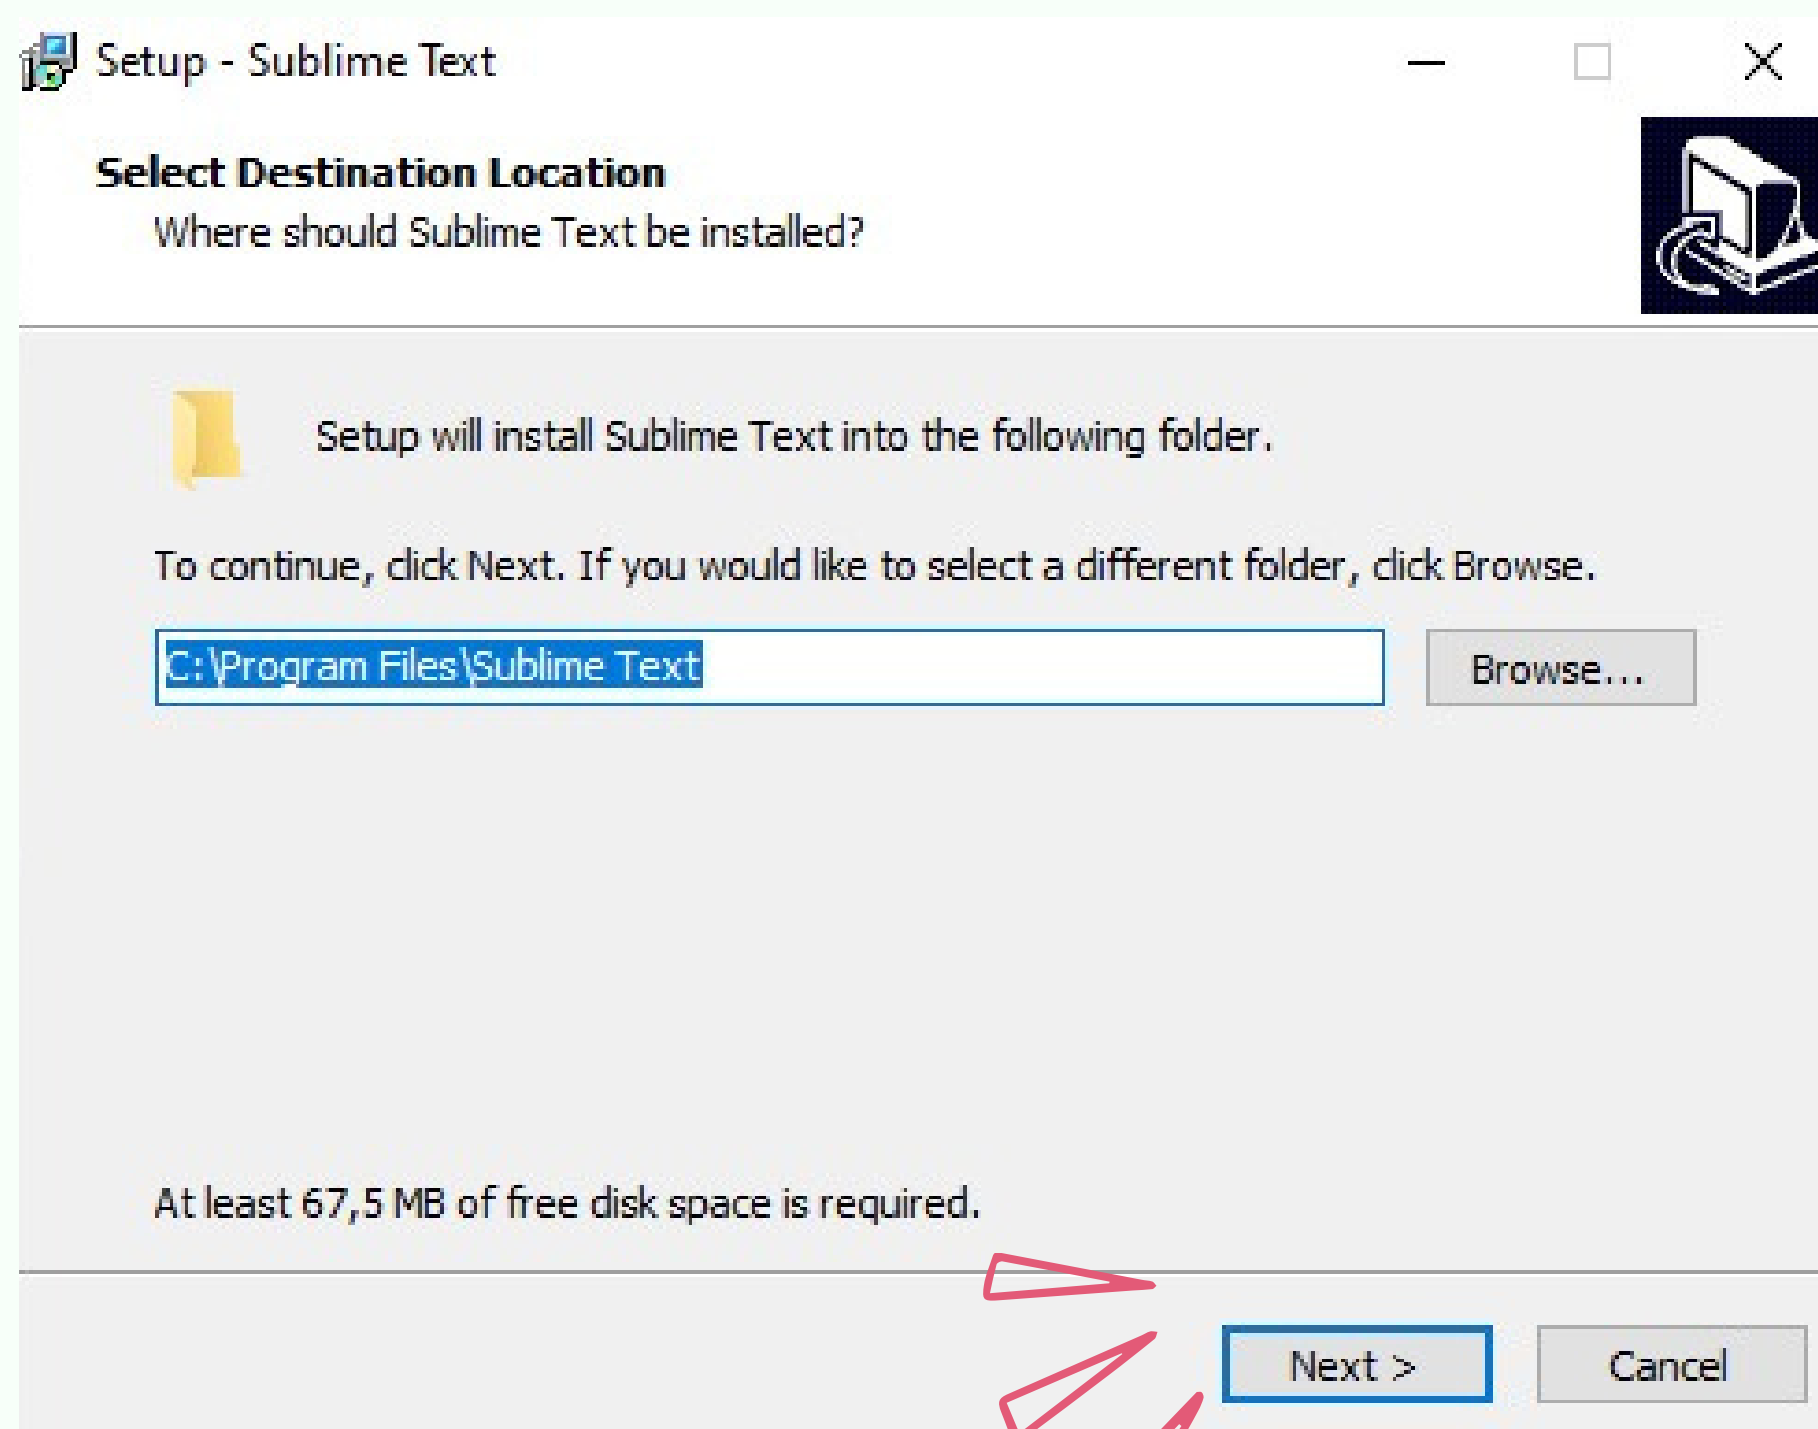 Setup - Sublime Text
Select Destination Location
Where should Sublime Text be installed?
Setup will install Sublime Text into the following folder.
To continue, click Next. If you would like to select a different folder, click Browse.
C:\Program Files\Sublime Text
Browse...
At least 67,5 MB of free disk space is required.
Next >
Cancel